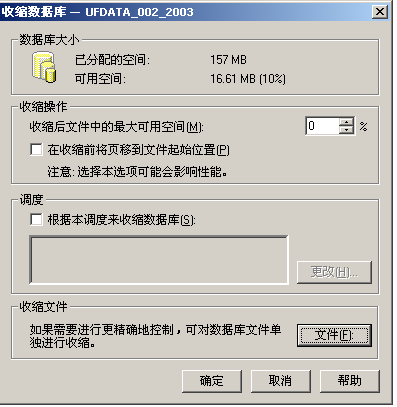 收缩数据库 — UFDATA_002_2003
数据库大小
已分配的空间: 157 MB
可用空间: 16.61 MB (10%)
收缩操作
收缩后文件中的最大可用空间(M): 0 %
在收缩前将页移到文件起始位置(P)
注意: 选择本选项可能会影响性能。
调度
根据本调度来收缩数据库(S):
更改(H)...
收缩文件
如果需要进行更精确地控制，可对数据库文件单
独进行收缩。
文件(F):
确定 取消 帮助